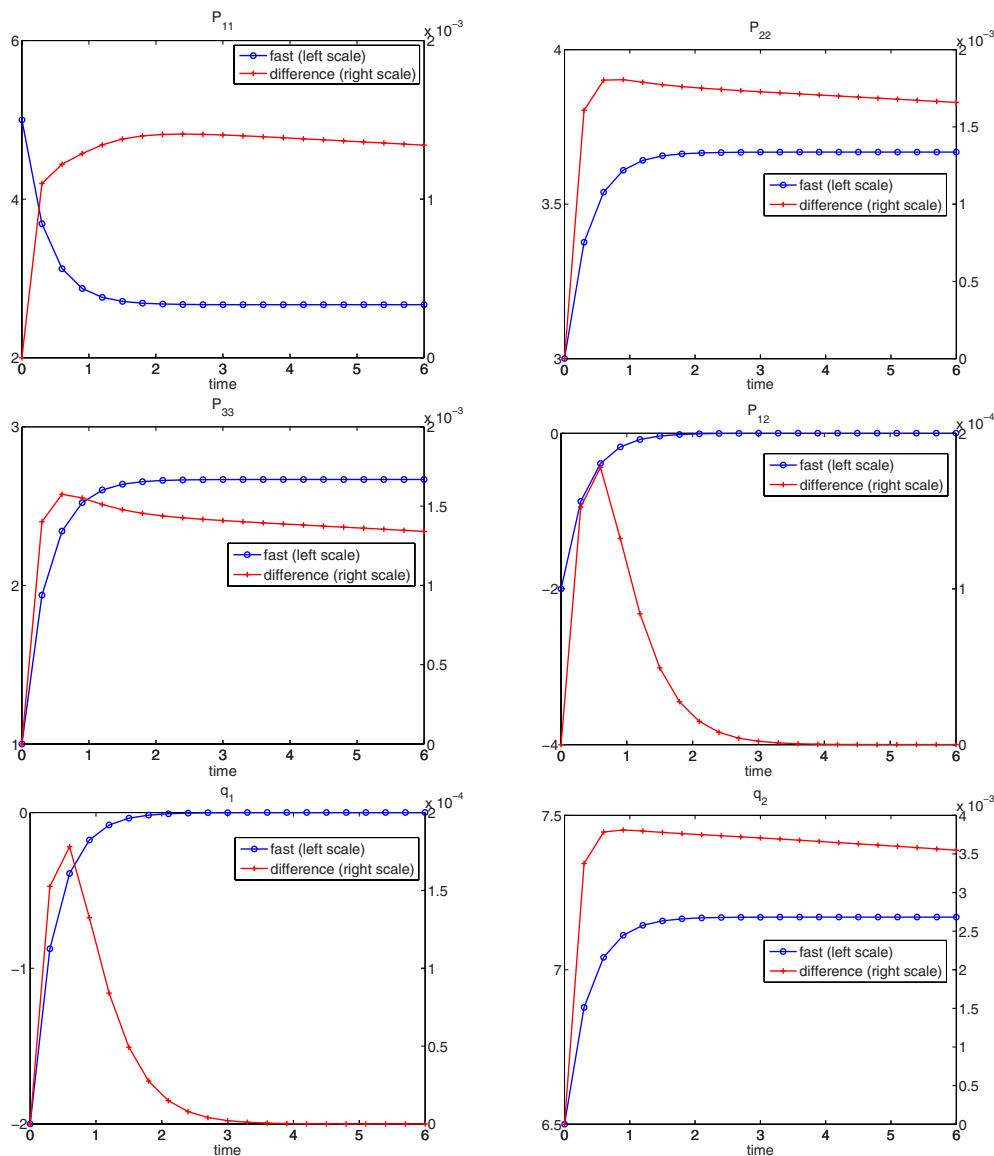 P_11
x 10^-3
6
2
fast (left scale)
difference (right scale)
4
1
2
0
0 1 2 3 4 5 6
time
P_22
x 10^-3
4
2
1.5
fast (left scale)
difference (right scale)
3.5
1
0.5
3
0
0 1 2 3 4 5 6
time
P_33
x 10^-3
3
2
1.5
fast (left scale)
difference (right scale)
2
1
0.5
1
0
0 1 2 3 4 5 6
time
P_12
x 10^-4
0
2
fast (left scale)
difference (right scale)
−2
1
−4
0
0 1 2 3 4 5 6
time
q_1
x 10^-4
0
2
fast (left scale)
difference (right scale)
1.5
−1
1
0.5
−2
0
0 1 2 3 4 5 6
time
q_2
x 10^-3
7.5
4
3.5
3
2.5
fast (left scale)
difference (right scale)
7
2
1.5
1
0.5
6.5
0
0 1 2 3 4 5 6
time